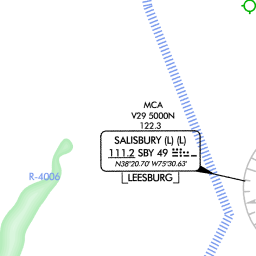 MCA
V29 5000N
122.3
SALISBURY (L) (L)
111.2 SBY 49
N38°20.70' W75°30.63'
LEESBURG
R-4006